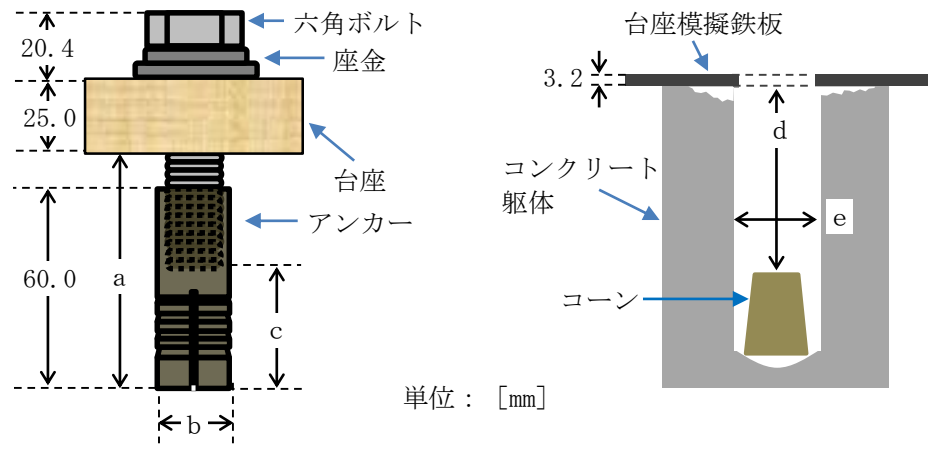 六角ボルト
20.4
座金
25.0
台座
アンカー
60.0
a
c
b
単位：［mm］
台座模擬鉄板
3.2
d
コンクリート
躯体
e
コーン